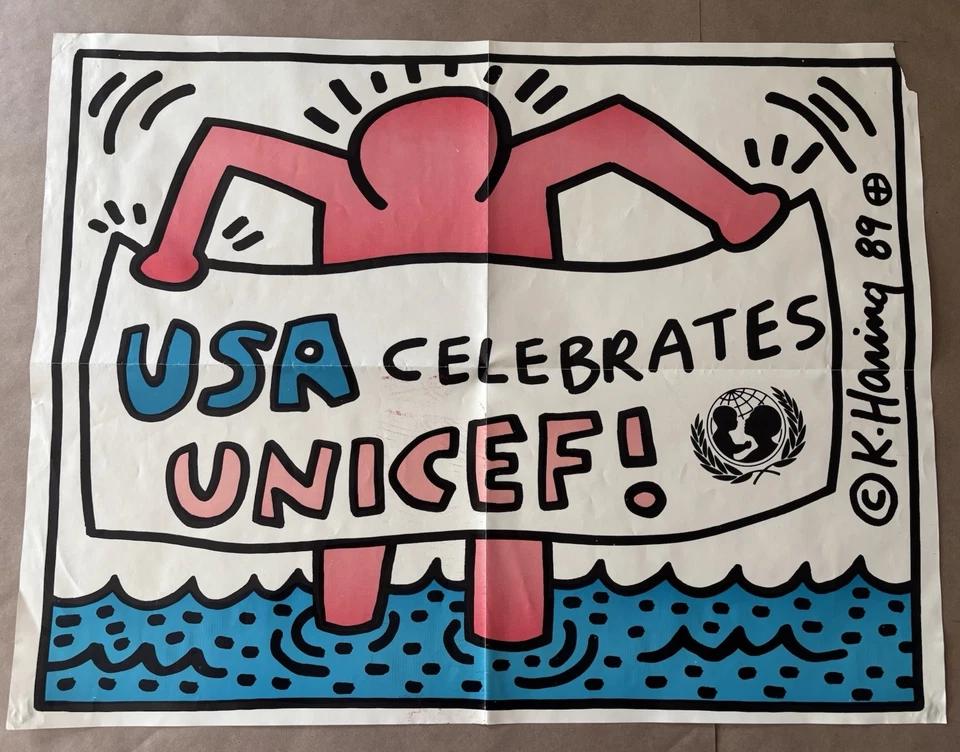 USA CELEBRATES
UNICEF!
© K. Haring 89